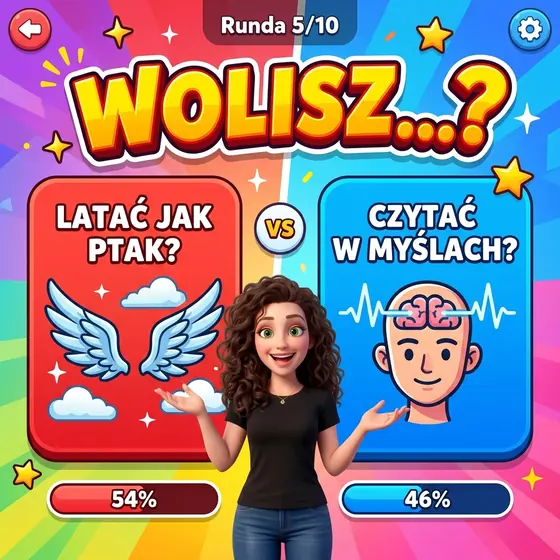 Runda 5/10
WOLISZ...?
LATAĆ JAK
PTAK?
VS
CZYTAĆ
W MYŚLACH?
54%
46%